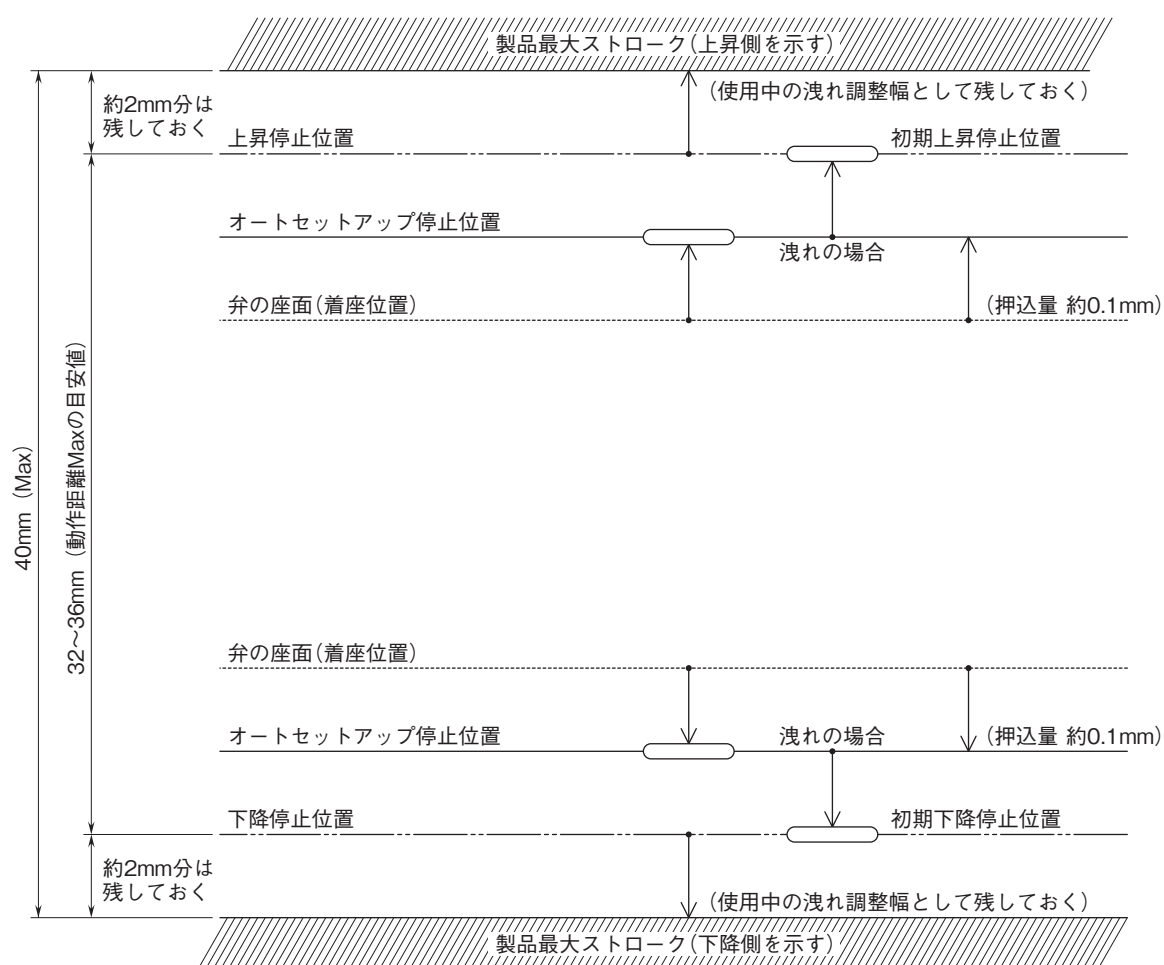 製品最大ストローク(上昇側を示す)
(使用中の洩れ調整幅として残しておく)
約2mm分は
残しておく
上昇停止位置
初期上昇停止位置
オートセットアップ停止位置
洩れの場合
弁の座面(着座位置)
(押込量 約0.1mm)
40mm (Max)
32～36mm (動作距離Maxの目安値)
弁の座面(着座位置)
オートセットアップ停止位置
洩れの場合
(押込量 約0.1mm)
下降停止位置
初期下降停止位置
約2mm分は
残しておく
(使用中の洩れ調整幅として残しておく)
製品最大ストローク(下降側を示す)